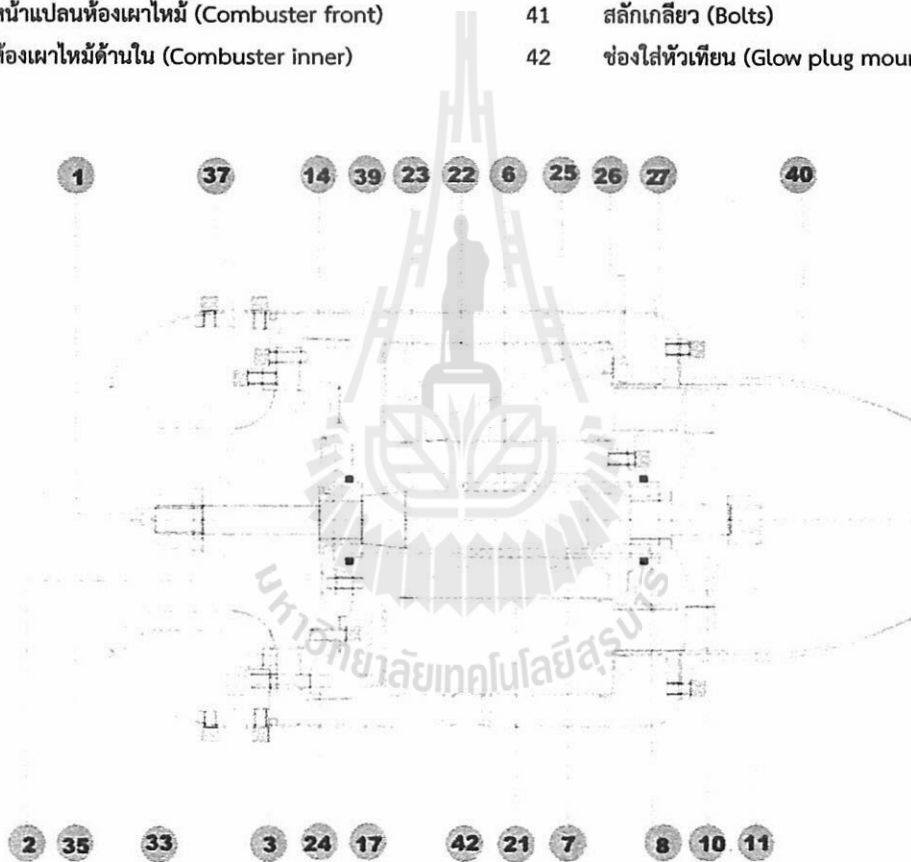 หน้าแปลนห้องเผาไหม้ (Combuster front) 41 สลักเกลียว (Bolts)
ห้องเผาไหม้ด้านใน (Combuster inner) 42 ช่องใส่หัวเทียน (Glow plug
1 37 14 39 23 22 6 25 26 27 40
มหาวิทยาลัยเทคโนโลยีสุรนารี
2 35 33 3 24 17 42 21 7 8 10 11